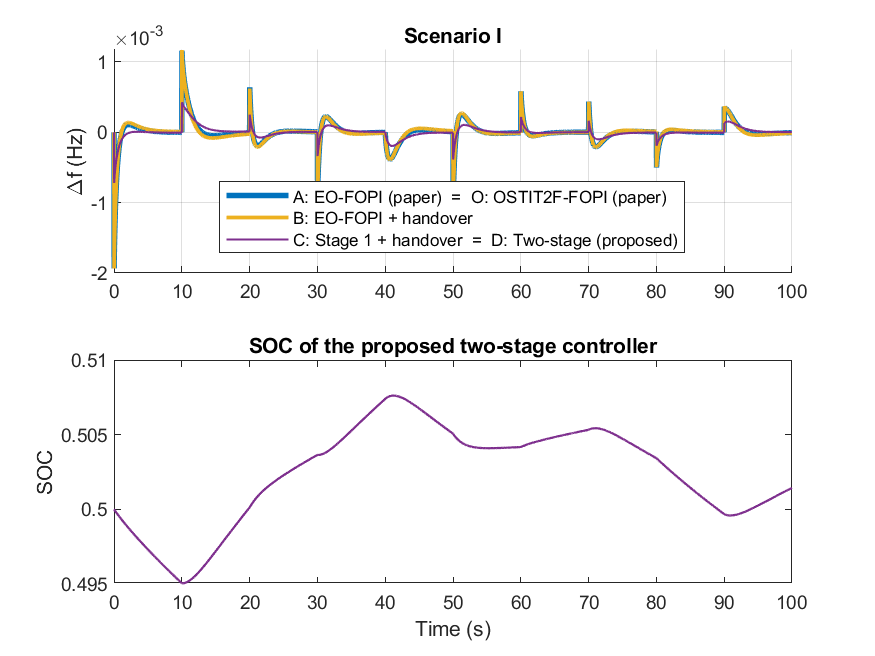 Scenario I
×10⁻³
1
0
-1
-2
Δf (Hz)
A: EO-FOPI (paper) = O: OSTIT2F-FOPI (paper)
B: EO-FOPI + handover
C: Stage 1 + handover = D: Two-stage (proposed)
0 10 20 30 40 50 60 70 80 90 100
SOC of the proposed two-stage controller
0.51
0.505
0.5
0.495
SOC
0 10 20 30 40 50 60 70 80 90 100
Time (s)